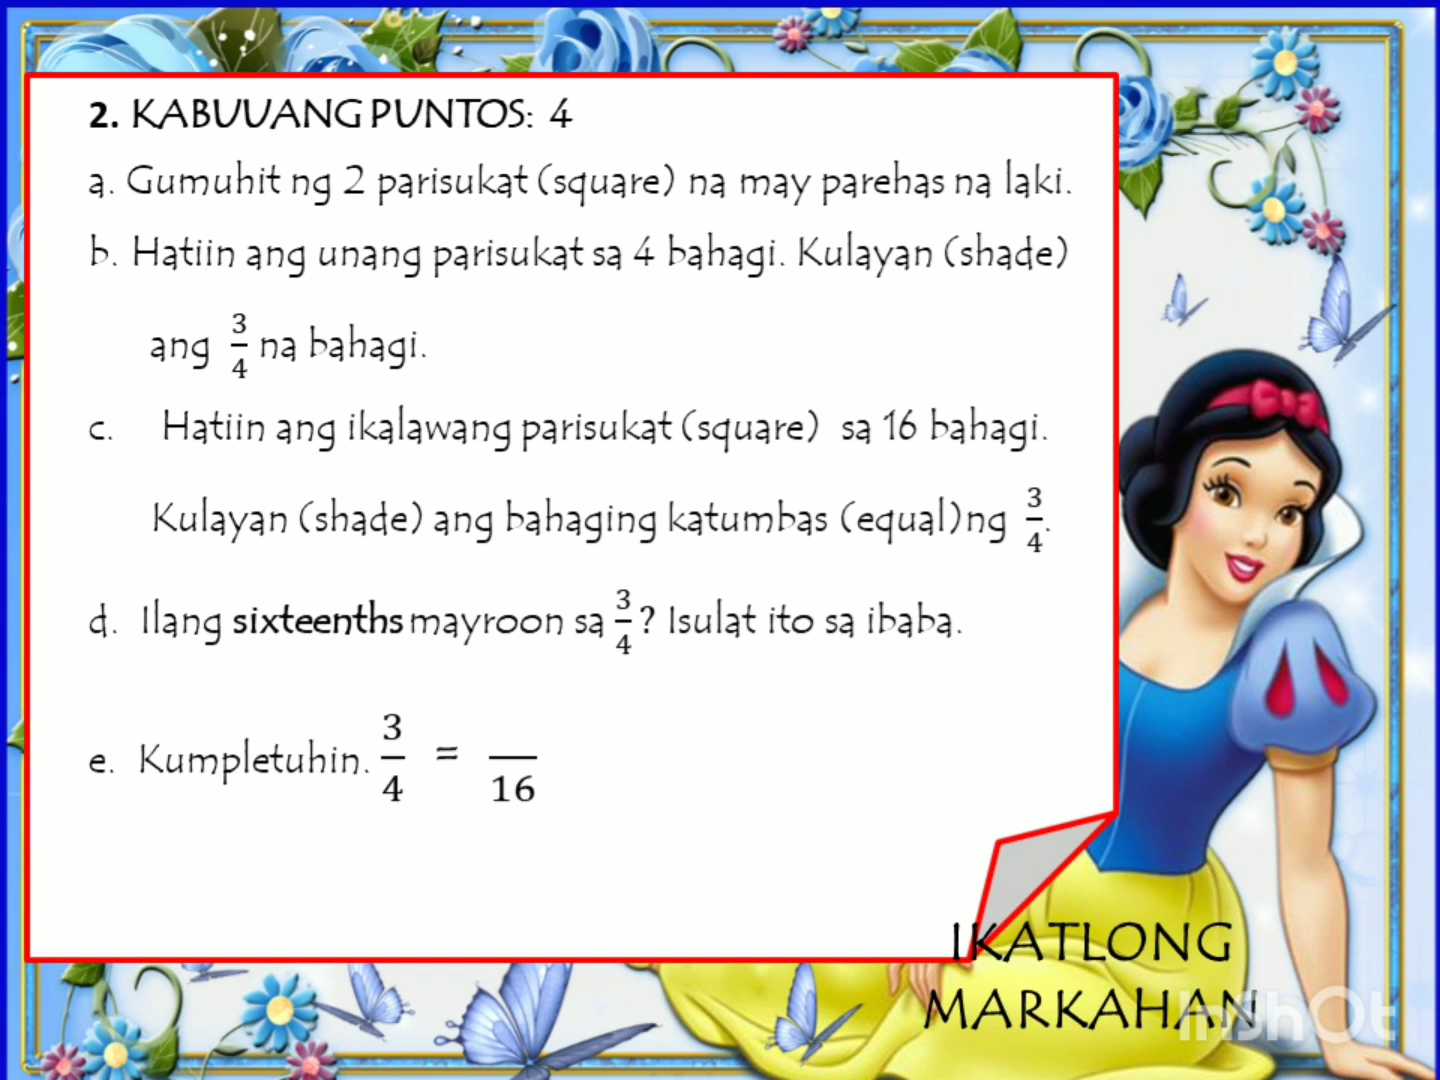 2. KABUUANG PUNTOS: 4
a. Gumuhit ng 2 parisukat (square) na may parehas na laki.
b. Hatiin ang unang parisukat sa 4 bahagi. Kulayan (shade)
ang 3/4 na bahagi.
c. Hatiin ang ikalawang parisukat (square) sa 16 bahagi.
Kulayan (shade) ang bahaging katumbas (equal)ng 3/4.
d. Ilang sixteenths mayroon sa 3/4? Isulat ito sa ibaba.
e. Kumpletuhin. 3/4 = __/16
IKATLONG
MARKAHAN
InShOt